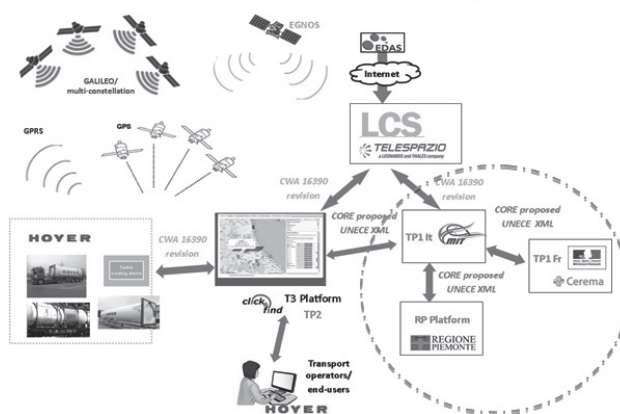 EGNOS
EDAS
Internet
GALILEO/
multi-constellation
GPRS
GPS
LCS
TELESPAZIO
a LEONARDO and THALES company
CWA 16390
revision
CWA 16390
revision
HOYER
CWA 16390
revision
CORE proposed
UNECE XML
TP1 It
MIT
CORE proposed
UNECE XML
TP1 Fr
Cerema
CORE proposed
UNECE XML
click
find
T3 Platform
TP2
RP Platform
REGIONE
PIEMONTE
Transport
operators/
end-users
HOYER